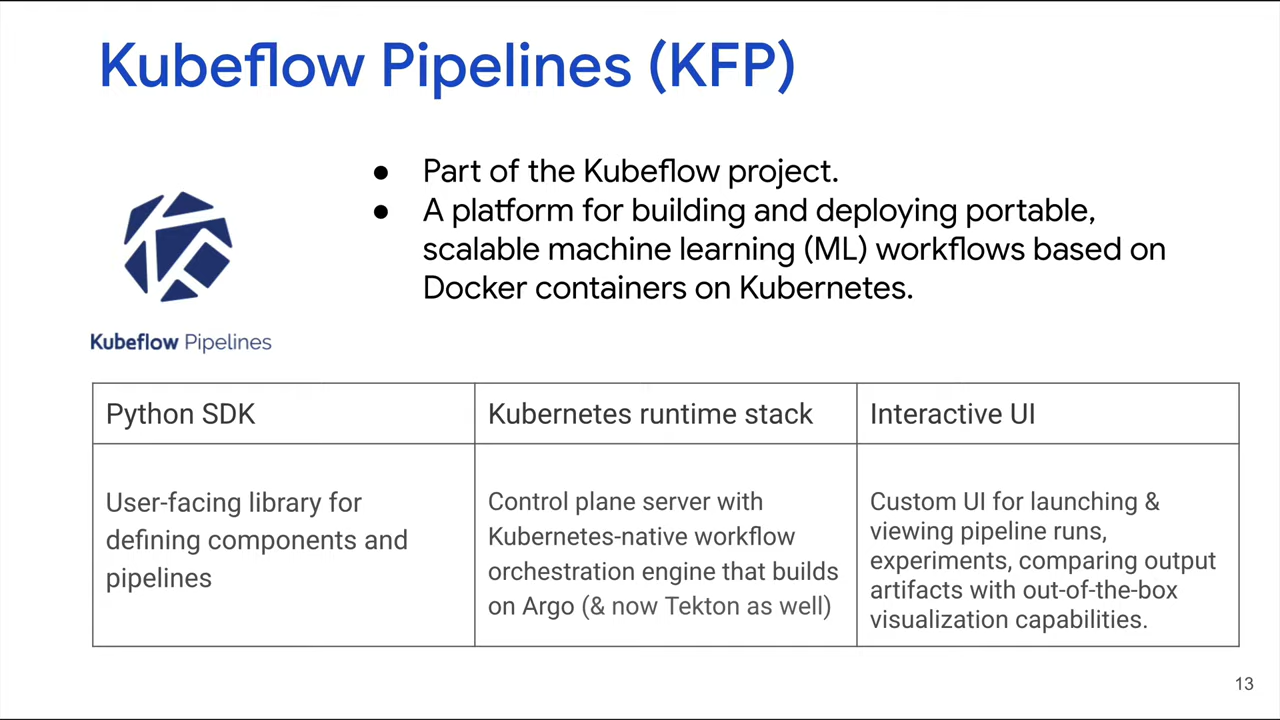 Kubeflow Pipelines (KFP)
● Part of the Kubeflow project.
● A platform for building and deploying portable,
scalable machine learning (ML) workflows based on
Docker containers on Kubernetes.
Kubeflow Pipelines
Python SDK
Kubernetes runtime stack
Interactive UI
User-facing library for
defining components and
pipelines
Control plane server with
Kubernetes-native workflow
orchestration engine that builds
on Argo (& now Tekton as well)
Custom UI for launching &
viewing pipeline runs,
experiments, comparing output
artifacts with out-of-the-box
visualization capabilities.
13